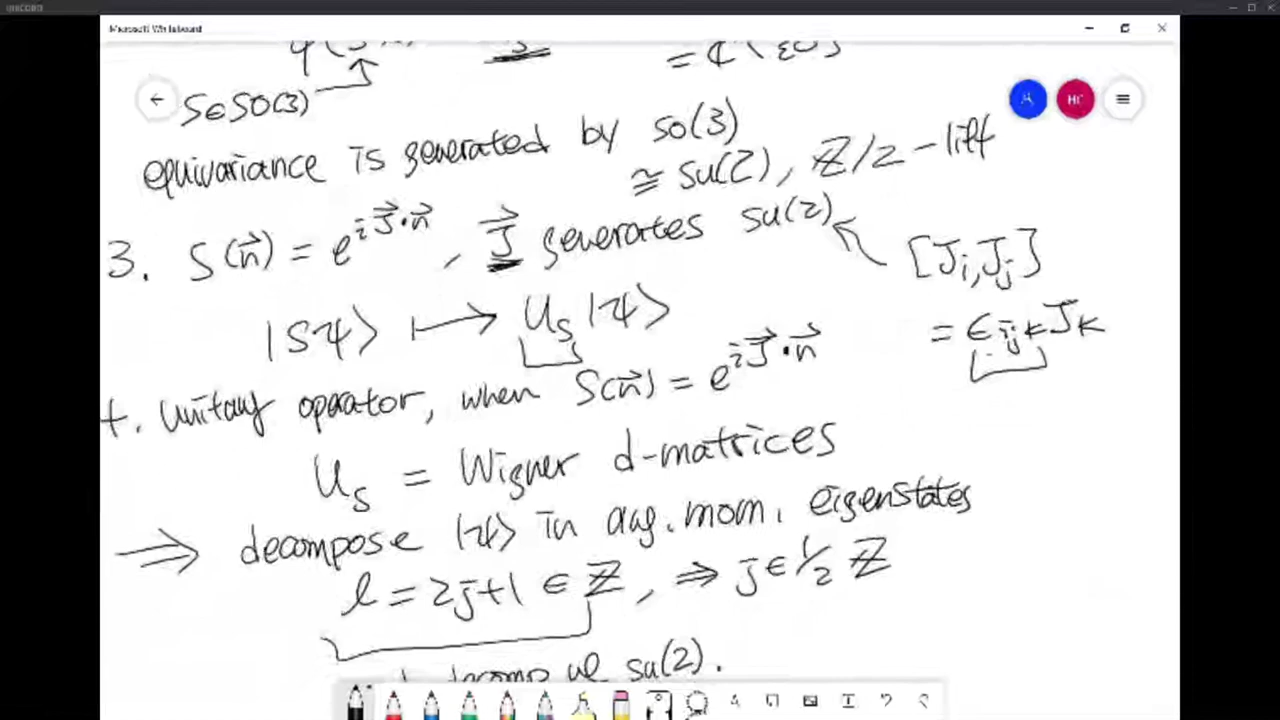 Microsoft Whiteboard
S∈SO(3)
equivariance is generated by so(3)
≅ su(2), ℤ/2-lift
3. S(n⃗) = e^{iJ⃗·n⃗}, J⃗ generates su(2)
[J_i, J_j]
= ϵ_{ijk} J_k
|Sψ⟩ ↦ U_S|ψ⟩
t. unitary operator, when S(n⃗) = e^{iJ⃗·n⃗}
U_S = Wigner d-matrices
⇒ decompose |ψ⟩ in ang. mom. eigenstates
l = 2j+1 ∈ ℤ, ⇒ j ∈ 1/2 ℤ
su(2).
HC